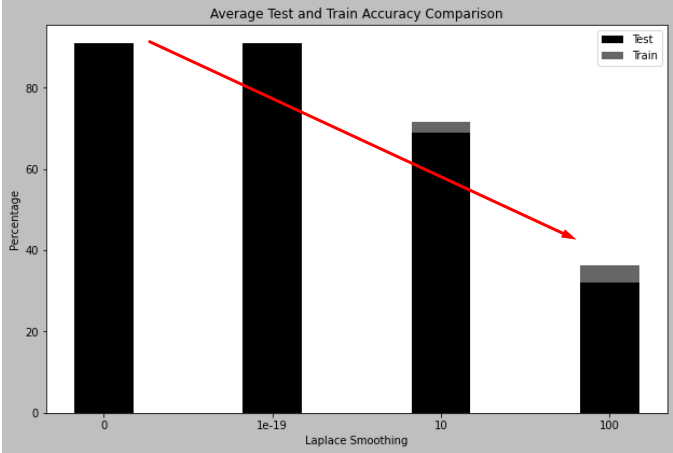 Average Test and Train Accuracy Comparison
Test
Train
Percentage
80
60
40
20
0
0 1e-19 10 100
Laplace Smoothing